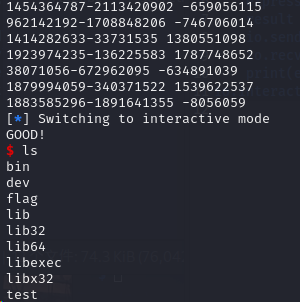 1454364787-2113420902 -659056115
962142192-1708848206 -746706014
1414282633-33731535 1380551098
1923974235-136225583 1787748652
38071056-672962095 -634891039
1879994059-340371522 1539622537
1883585296-1891641355 -8056059
[*] Switching to interactive mode
GOOD!
$ ls
bin
dev
flag
lib
lib32
lib64
libexec
libx32
test